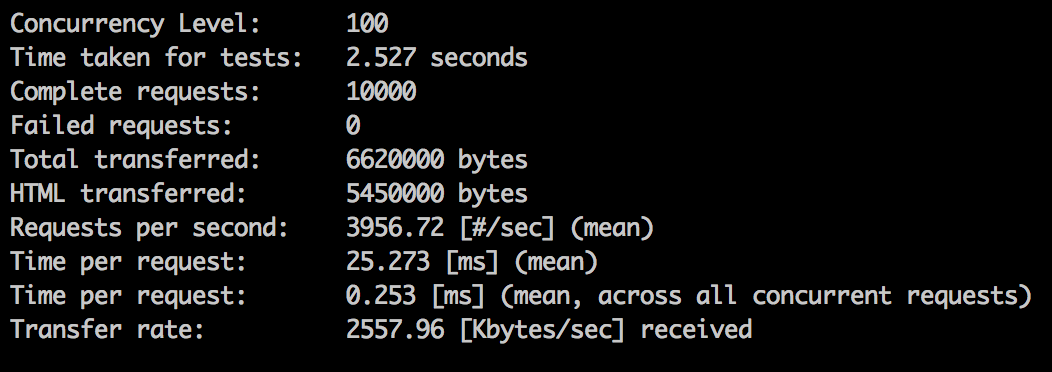 Concurrency Level: 100
Time taken for tests: 2.527 seconds
Complete requests: 10000
Failed requests: 0
Total transferred: 6620000 bytes
HTML transferred: 5450000 bytes
Requests per second: 3956.72 [#/sec] (mean)
Time per request: 25.273 [ms] (mean)
Time per request: 0.253 [ms] (mean, across all concurrent requests)
Transfer rate: 2557.96 [Kbytes/sec] received